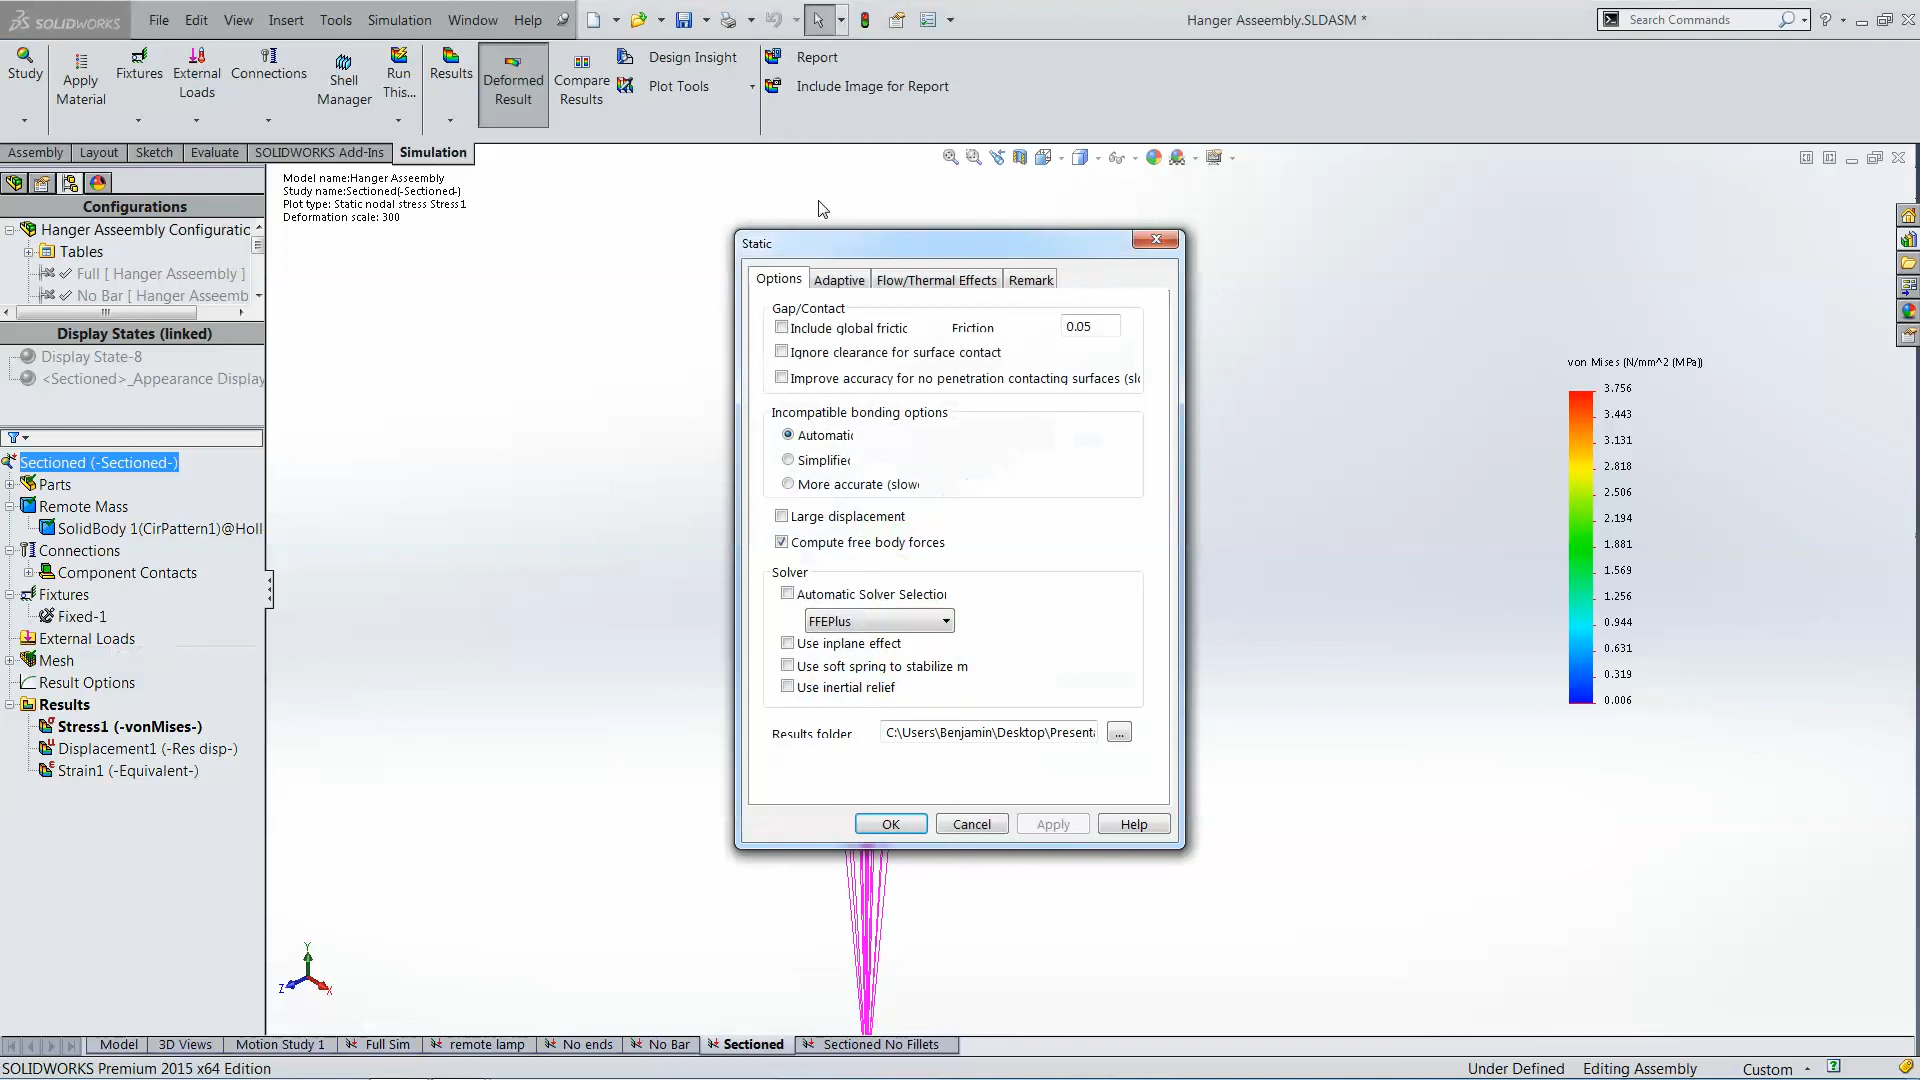 SOLIDWORKS
File Edit View Insert Tools Simulation Window Help
Hanger Asseembly.SLDASM *
Search Commands
Study
Apply Material
Fixtures
External Loads
Connections
Shell Manager
Run This...
Results
Deformed Result
Compare Results
Design Insight
Plot Tools
Report
Include Image for Report
Assembly Layout Sketch Evaluate SOLIDWORKS Add-Ins Simulation
Configurations
Hanger Asseembly Configuratio
Tables
Full [ Hanger Asseembly ]
No Bar [ Hanger Asseemb
Display States (linked)
Display State-8
<Sectioned>_Appearance Display
Sectioned (-Sectioned-)
Parts
Remote Mass
SolidBody 1(CirPattern1)@Holl
Connections
Component Contacts
Fixtures
Fixed-1
External Loads
Mesh
Result Options
Results
Stress1 (-vonMises-)
Displacement1 (-Res disp-)
Strain1 (-Equivalent-)
Model name:Hanger Asseembly
Study name:Sectioned(-Sectioned-)
Plot type: Static nodal stress Stress1
Deformation scale: 300
Static
Options Adaptive Flow/Thermal Effects Remark
Gap/Contact
Include global frictic Friction 0.05
Ignore clearance for surface contact
Improve accuracy for no penetration contacting surfaces (slo
Incompatible bonding options
Automatic
Simplified
More accurate (slowe
Large displacement
Compute free body forces
Solver
Automatic Solver Selection
FFEPlus
Use inplane effect
Use soft spring to stabilize m
Use inertial relief
Results folder C:\Users\Benjamin\Desktop\Presenta ...
OK Cancel Apply Help
von Mises (N/mm^2 (MPa))
3.756
3.443
3.131
2.818
2.506
2.194
1.881
1.569
1.256
0.944
0.631
0.319
0.006
Y
Z
X
Model 3D Views Motion Study 1 Full Sim remote lamp No ends No Bar Sectioned Sectioned No Fillets
SOLIDWORKS Premium 2015 x64 Edition
Under Defined Editing Assembly Custom